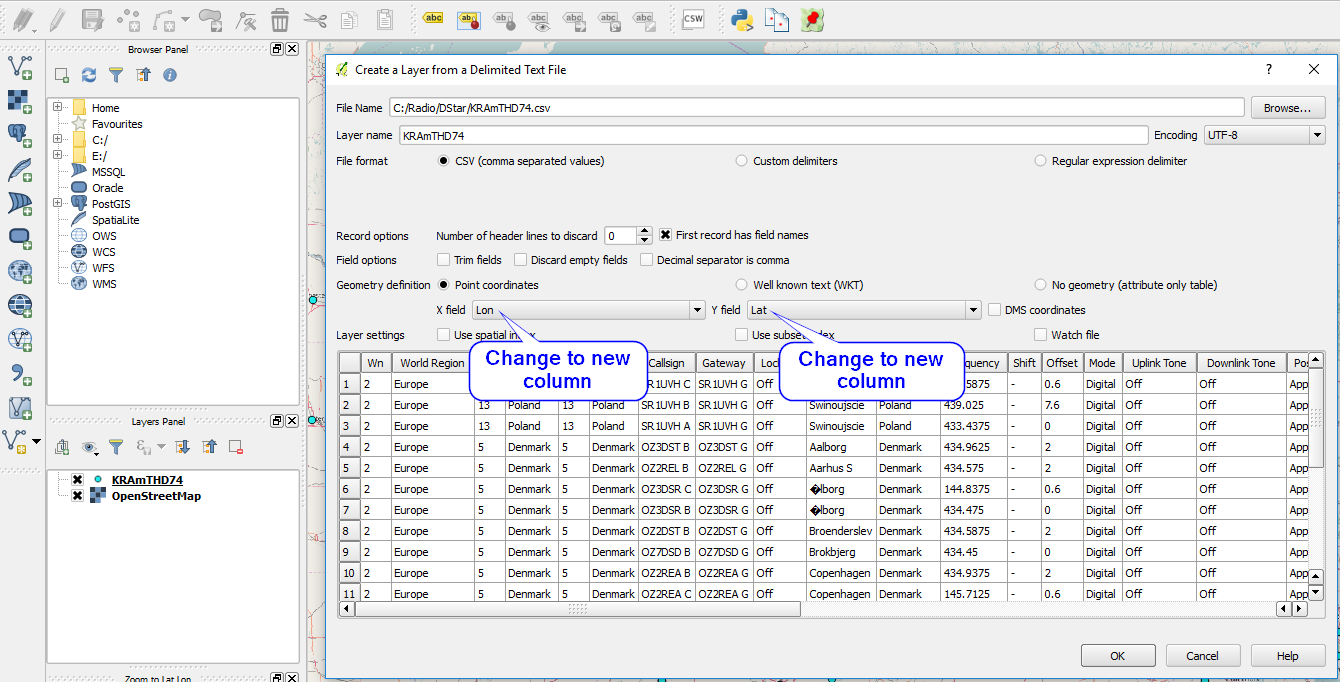 abc abc abc abc abc abc abc CSW
Browser Panel
Create a Layer from a Delimited Text File ?
Home
Favourites
C:/
E:/
MSSQL
Oracle
PostGIS
SpatiaLite
OWS
WCS
WFS
WMS
File Name C:/Radio/DStar/KRAmTHD74.csv Browse...
Layer name KRAmTHD74 Encoding UTF-8
File format CSV (comma separated values) Custom delimiters Regular expression delimiter
Record options Number of header lines to discard 0 First record has field names
Field options Trim fields Discard empty fields Decimal separator is comma
Geometry definition Point coordinates Well known text (WKT) No geometry (attribute only table)
X field Lon Y field Lat DMS coordinates
Layer settings Use spatial Use subset Watch file
Change to new
column
Change to new
column
Wn World Region Callsign Gateway Shift Offset Mode Uplink Tone Downlink Tone
1 2 Europe SR1UVH G Off 0.6 Digital Off Off App
2 2 Europe 13 Poland 13 Poland SR1UVH B SR1UVH G Off Swinoujscie Poland 439.025 - 7.6 Digital Off Off App
3 2 Europe 13 Poland 13 Poland SR1UVH A SR1UVH G Off Swinoujscie Poland 433.4375 - 0 Digital Off Off App
4 2 Europe 5 Denmark 5 Denmark OZ3DST B OZ3DST G Off Aalborg Denmark 434.9625 - 2 Digital Off Off App
5 2 Europe 5 Denmark 5 Denmark OZ2REL B OZ2REL G Off Aarhus S Denmark 434.575 - 2 Digital Off Off App
6 2 Europe 5 Denmark 5 Denmark OZ3DSR C OZ3DSR G Off �lborg Denmark 144.8375 - 0.6 Digital Off Off App
7 2 Europe 5 Denmark 5 Denmark OZ3DSR B OZ3DSR G Off �lborg Denmark 434.475 - 0 Digital Off Off App
8 2 Europe 5 Denmark 5 Denmark OZ2DST B OZ2DST G Off Broenderslev Denmark 434.5875 - 2 Digital Off Off App
9 2 Europe 5 Denmark 5 Denmark OZ7DSD B OZ7DSD G Off Brokbjerg Denmark 434.45 - 0 Digital Off Off App
10 2 Europe 5 Denmark 5 Denmark OZ2REA B OZ2REA G Off Copenhagen Denmark 434.9375 - 2 Digital Off Off App
11 2 Europe 5 Denmark 5 Denmark OZ2REA C OZ2REA G Off Copenhagen Denmark 145.7125 - 0.6 Digital Off Off App
Layers Panel
KRAmTHD74
OpenStreetMap
OK Cancel Help
Zoom to Lat Lon